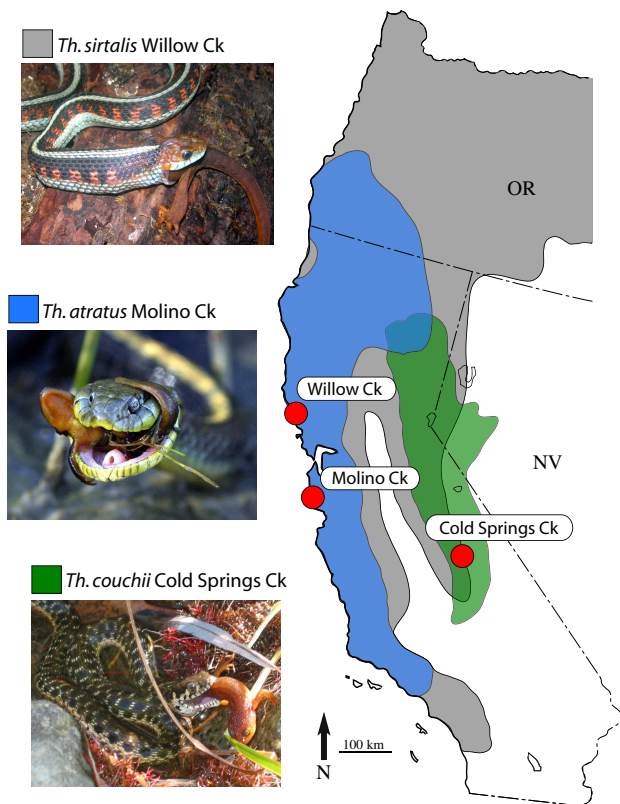 Th. sirtalis Willow Ck
OR
Th. atratus Molino Ck
Willow Ck
NV
Molino Ck
Cold Springs Ck
Th. couchii Cold Springs Ck
100 km
N